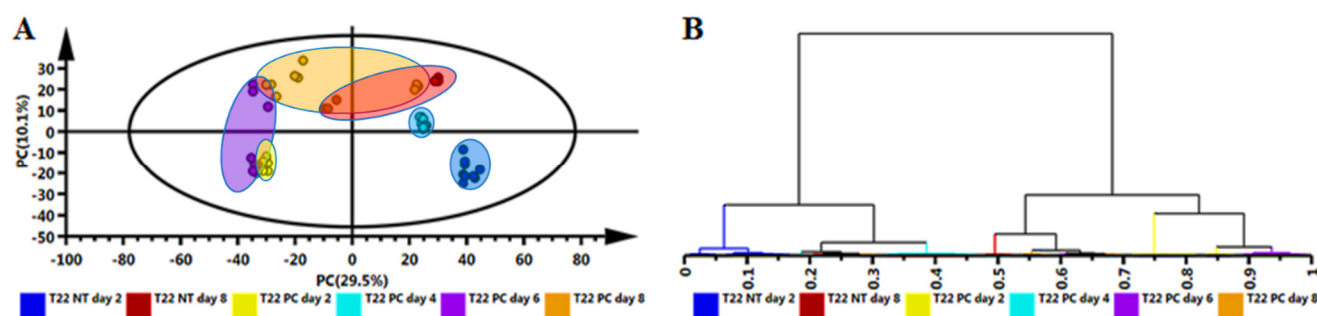 A
B
PC(10.1%)
30
20
10
0
-10
-20
-30
-40
-50
-100 -80 -60 -40 -20 0 20 40 60 80
PC(29.5%)
0 0.1 0.2 0.3 0.4 0.5 0.6 0.7 0.8 0.9 1
T22 NT day 2 T22 NT day 8 T22 PC day 2 T22 PC day 4 T22 PC day 6 T22 PC day 8
T22 NT day 2 T22 NT day 8 T22 PC day 2 T22 PC day 4 T22 PC day 6 T22 PC day 8